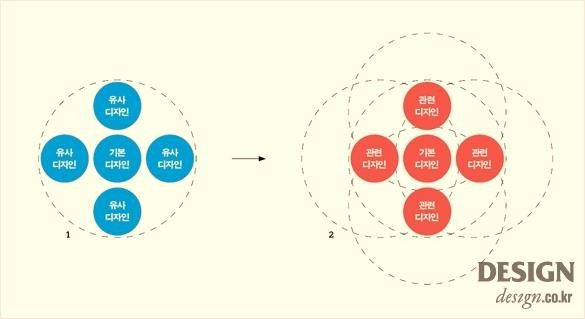 유사
디자인
유사
디자인
기본
디자인
유사
디자인
유사
디자인
1
관련
디자인
관련
디자인
기본
디자인
관련
디자인
관련
디자인
2
DESIGN
design.co.kr